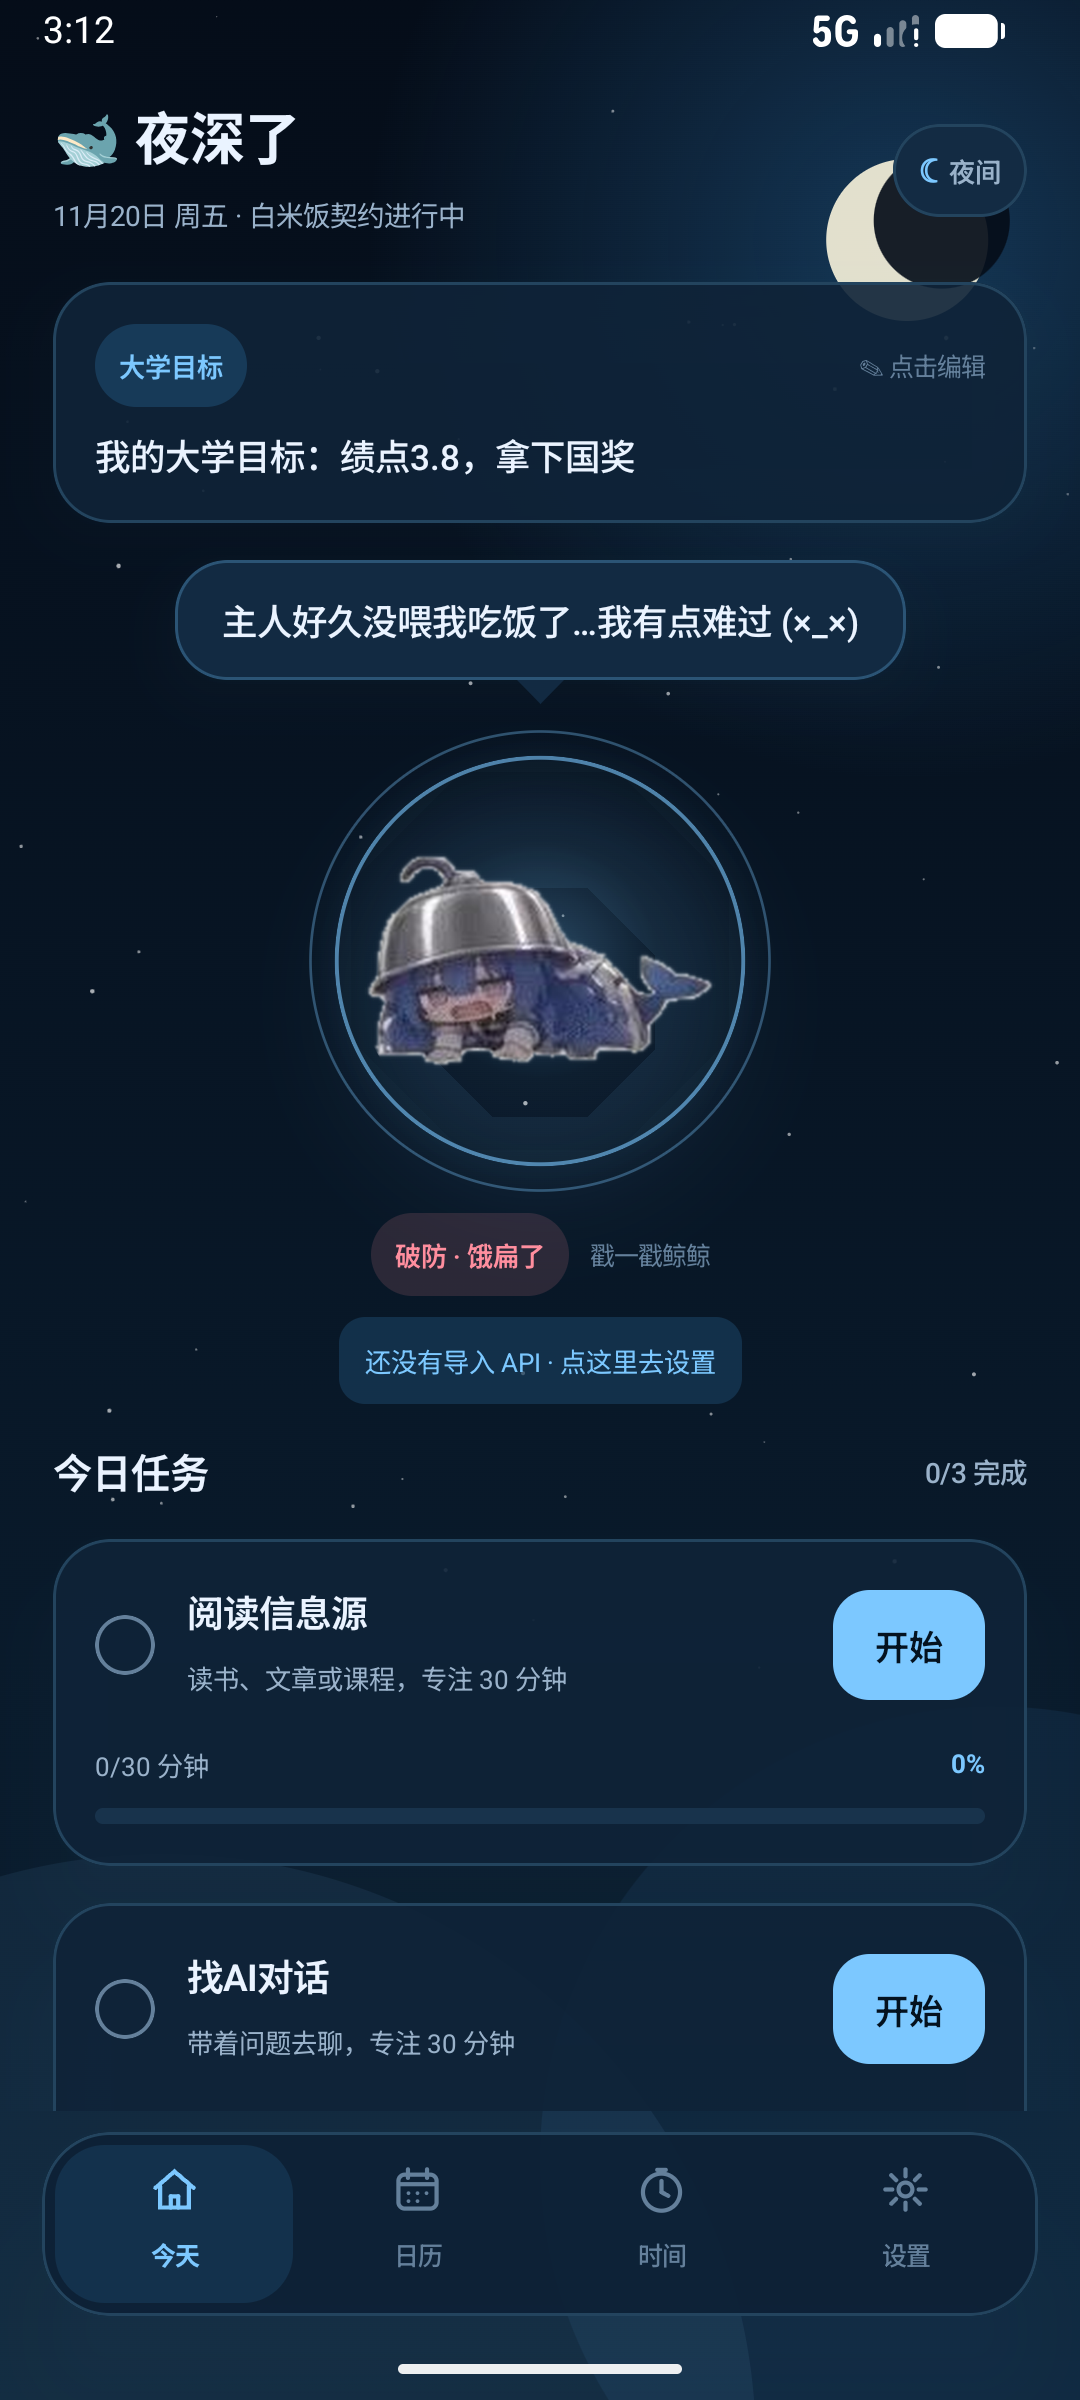 3:12
5G
夜深了
夜间
11月20日 周五 · 白米饭契约进行中
大学目标
点击编辑
我的大学目标：绩点3.8，拿下国奖
主人好久没喂我吃饭了...我有点难过 (×_×)
破防 · 饿扁了
戳一戳鲸鲸
还没有导入 API · 点这里去设置
今日任务
0/3 完成
阅读信息源
读书、文章或课程，专注 30 分钟
开始
0/30 分钟
0%
找AI对话
带着问题去聊，专注 30 分钟
开始
今天
日历
时间
设置